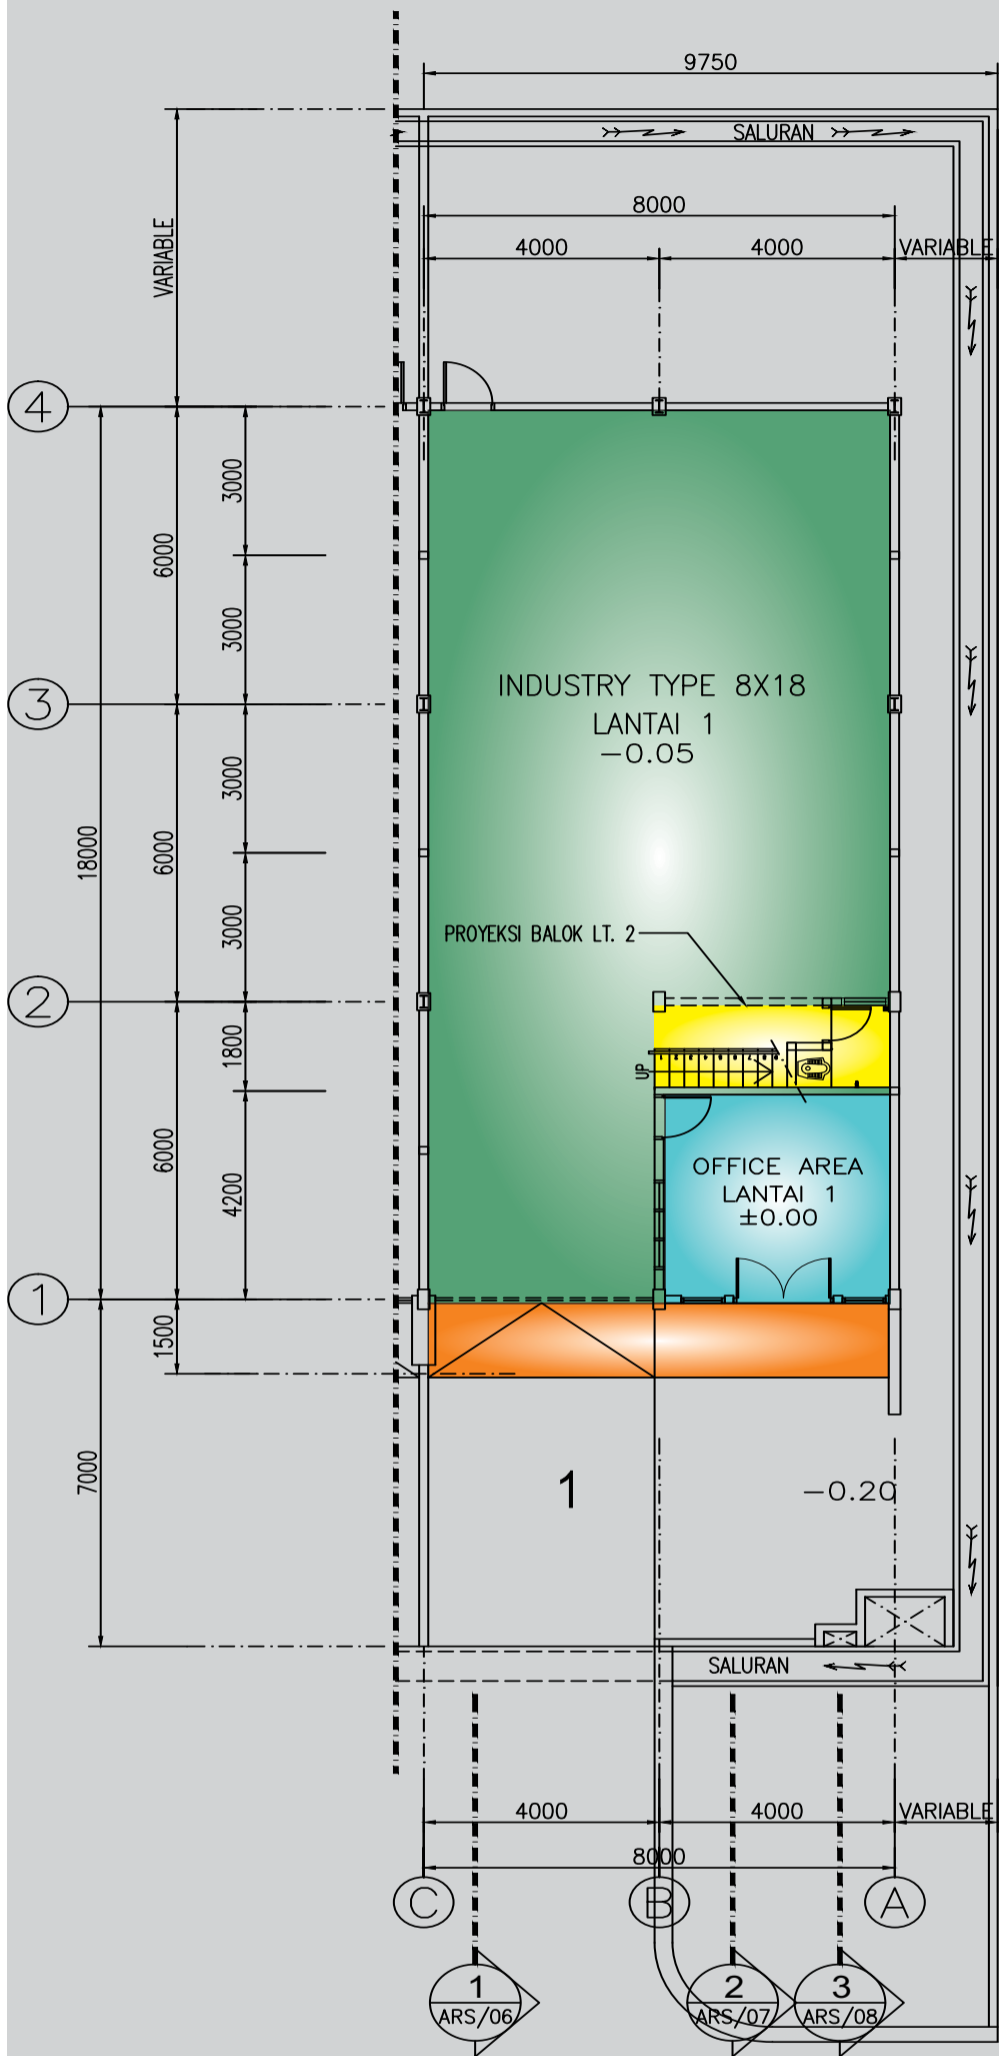 9750
SALURAN
8000
4000
4000
VARIABLE
VARIABLE
4
3000
6000
3000
3
INDUSTRY TYPE 8X18
LANTAI 1
-0.05
3000
18000
6000
3000
PROYEKSI BALOK LT. 2
2
1800
UP
6000
4200
OFFICE AREA
LANTAI 1
±0.00
1
1500
7000
1
-0.20
SALURAN
4000
4000
VARIABLE
8000
C
B
A
1
ARS/06
2
ARS/07
3
ARS/08